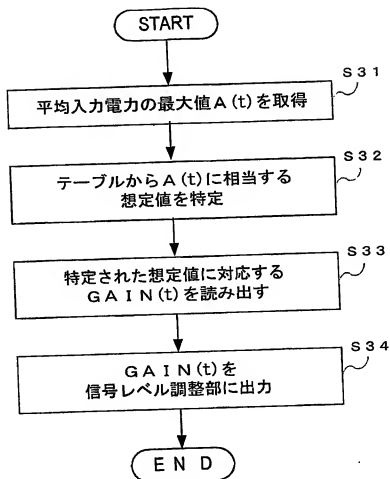 START
S31
平均入力電力の最大値A(t)を取得
S32
テーブルからA(t)に相当する
想定値を特定
S33
特定された想定値に対応する
GAIN(t)を読み出す
S34
GAIN(t)を
信号レベル調整部に出力
END